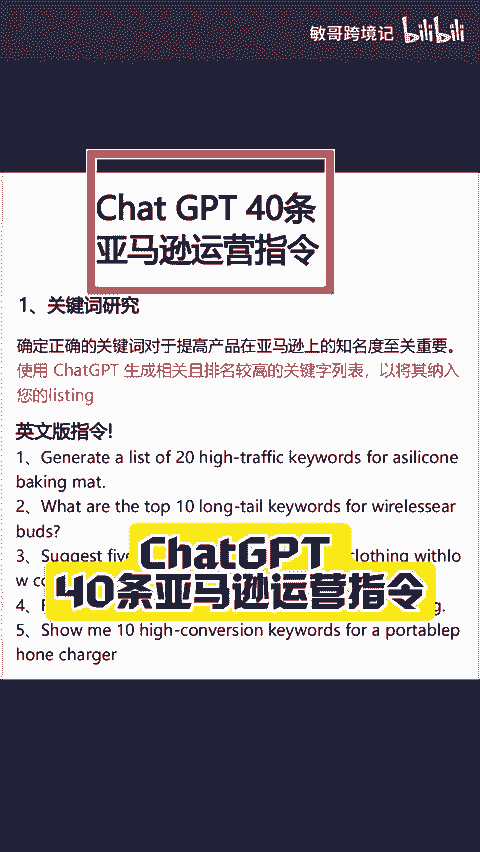 敏哥跨境记 bilibili
Chat GPT 40条
亚马逊运营指令
1、关键词研究
确定正确的关键词对于提高产品在亚马逊上的知名度至关重要。
使用 ChatGPT 生成相关且排名较高的关键字列表，以将其纳入
您的listing
英文版指令!
1、Generate a list of 20 high-traffic keywords for asilicone
baking mat.
2、What are the top 10 long-tail keywords for wirelessear
buds?
3、Suggest five clothing withlo
w
ChatGPT
40条亚马逊运营指令
4、
5、Show me 10 high-conversion keywords for a portablep
hone charger